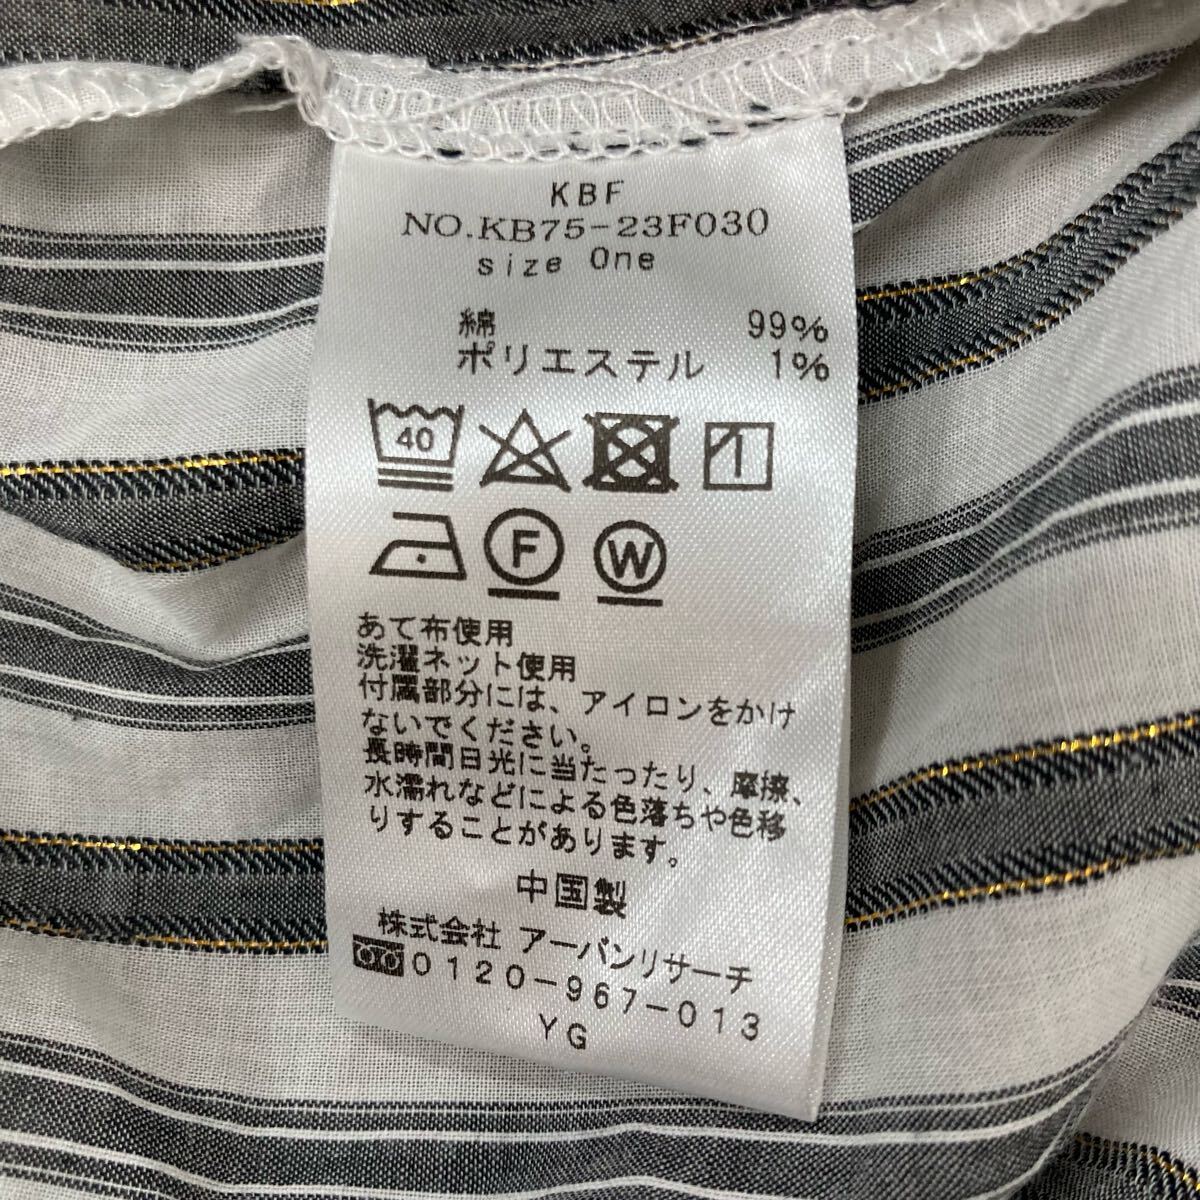 KBF
NO.KB75-23F030
size One
綿 99%
ポリエステル 1%
40
F W
あて布使用
洗濯ネット使用
付属部分には、アイロンをかけ
ないでください。
長時間日光に当たったり、摩擦、
水濡れなどによる色落ちや色移
りすることがあります。
中国製
株式会社 アーバンリサーチ
0120-967-013
YG